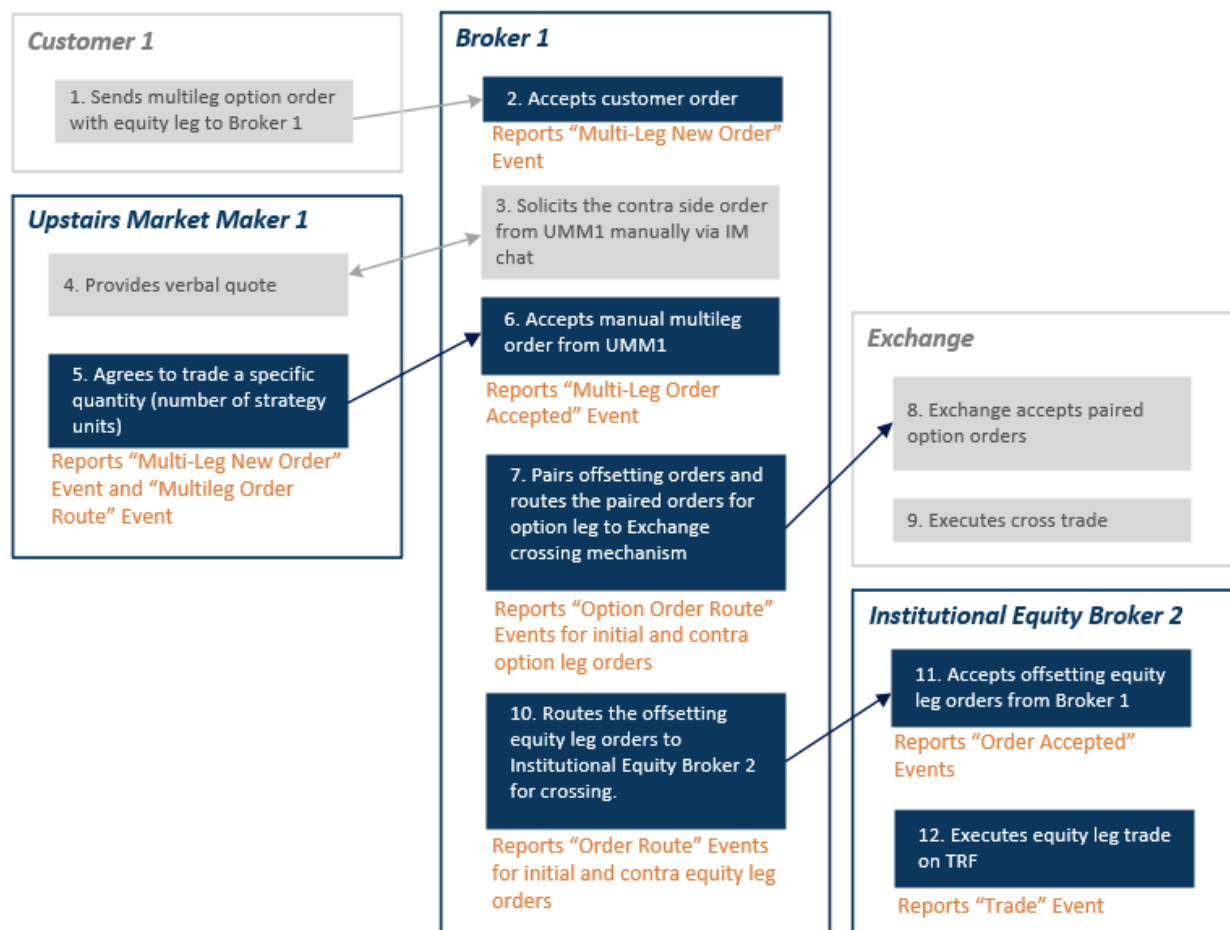 Customer 1
1. Sends multileg option order
with equity leg to Broker 1
Upstairs Market Maker 1
4. Provides verbal quote
5. Agrees to trade a specific
quantity (number of strategy
units)
Reports “Multi-Leg New Order”
Event and “Multileg Order
Route” Event
Broker 1
2. Accepts customer order
Reports “Multi-Leg New Order”
Event
3. Solicits the contra side order
from UMM1 manually via IM
chat
6. Accepts manual multileg
order from UMM1
Reports “Multi-Leg Order
Accepted” Event
7. Pairs offsetting orders and
routes the paired orders for
option leg to Exchange
crossing mechanism
Reports “Option Order Route”
Events for initial and contra
option leg orders
10. Routes the offsetting
equity leg orders to
Institutional Equity Broker 2
for crossing.
Reports “Order Route” Events
for initial and contra equity leg
orders
Exchange
8. Exchange accepts paired
option orders
9. Executes cross trade
Institutional Equity Broker 2
11. Accepts offsetting equity
leg orders from Broker 1
Reports “Order Accepted”
Events
12. Executes equity leg trade
on TRF
Reports “Trade” Event